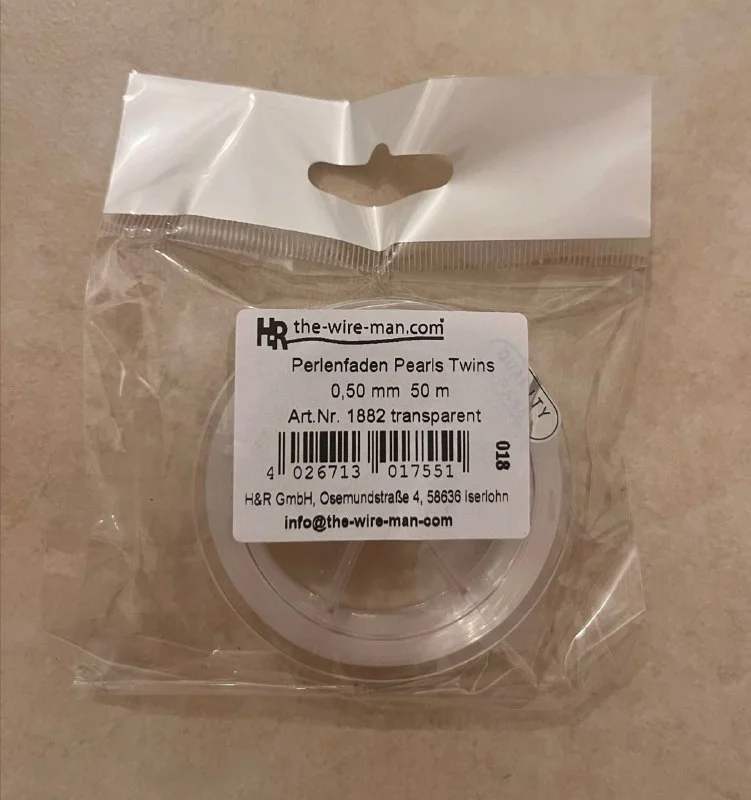 HR the-wire-man.com
Perlenfaden Pearls Twins
0,50 mm 50 m
Art.Nr. 1882 transparent
018
4 026713 017551
H&R GmbH, Osemundstraße 4, 58636 Iserlohn
info@the-wire-man-com